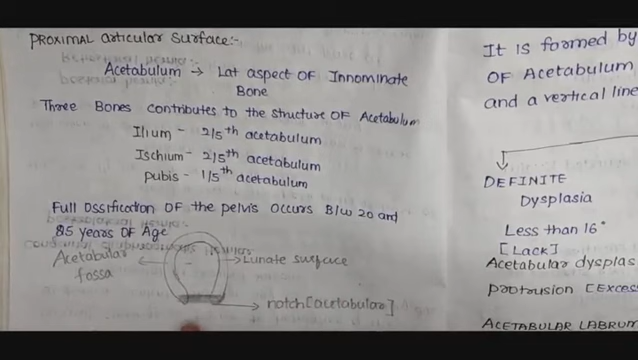 PROXIMAL articular surface:-
Acetabulum → Lat aspect OF Innominate
Bone
Three Bones contributes to the structure OF Acetabulum
Ilium - 2/5th acetabulum
Ischium - 2/5th acetabulum
pubis - 1/5th acetabulum
Full Ossification OF the pelvis occurs B/w 20 and
25 years OF Age
Acetabular
fossa
Lunate surface
notch [acetabular]
It is formed by
OF Acetabulum
and a vertical line
DEFINITE
Dysplasia
Less than 16°
[Lack]
Acetabular dysplas
protrusion [Exces
ACETABULAR LABRUM